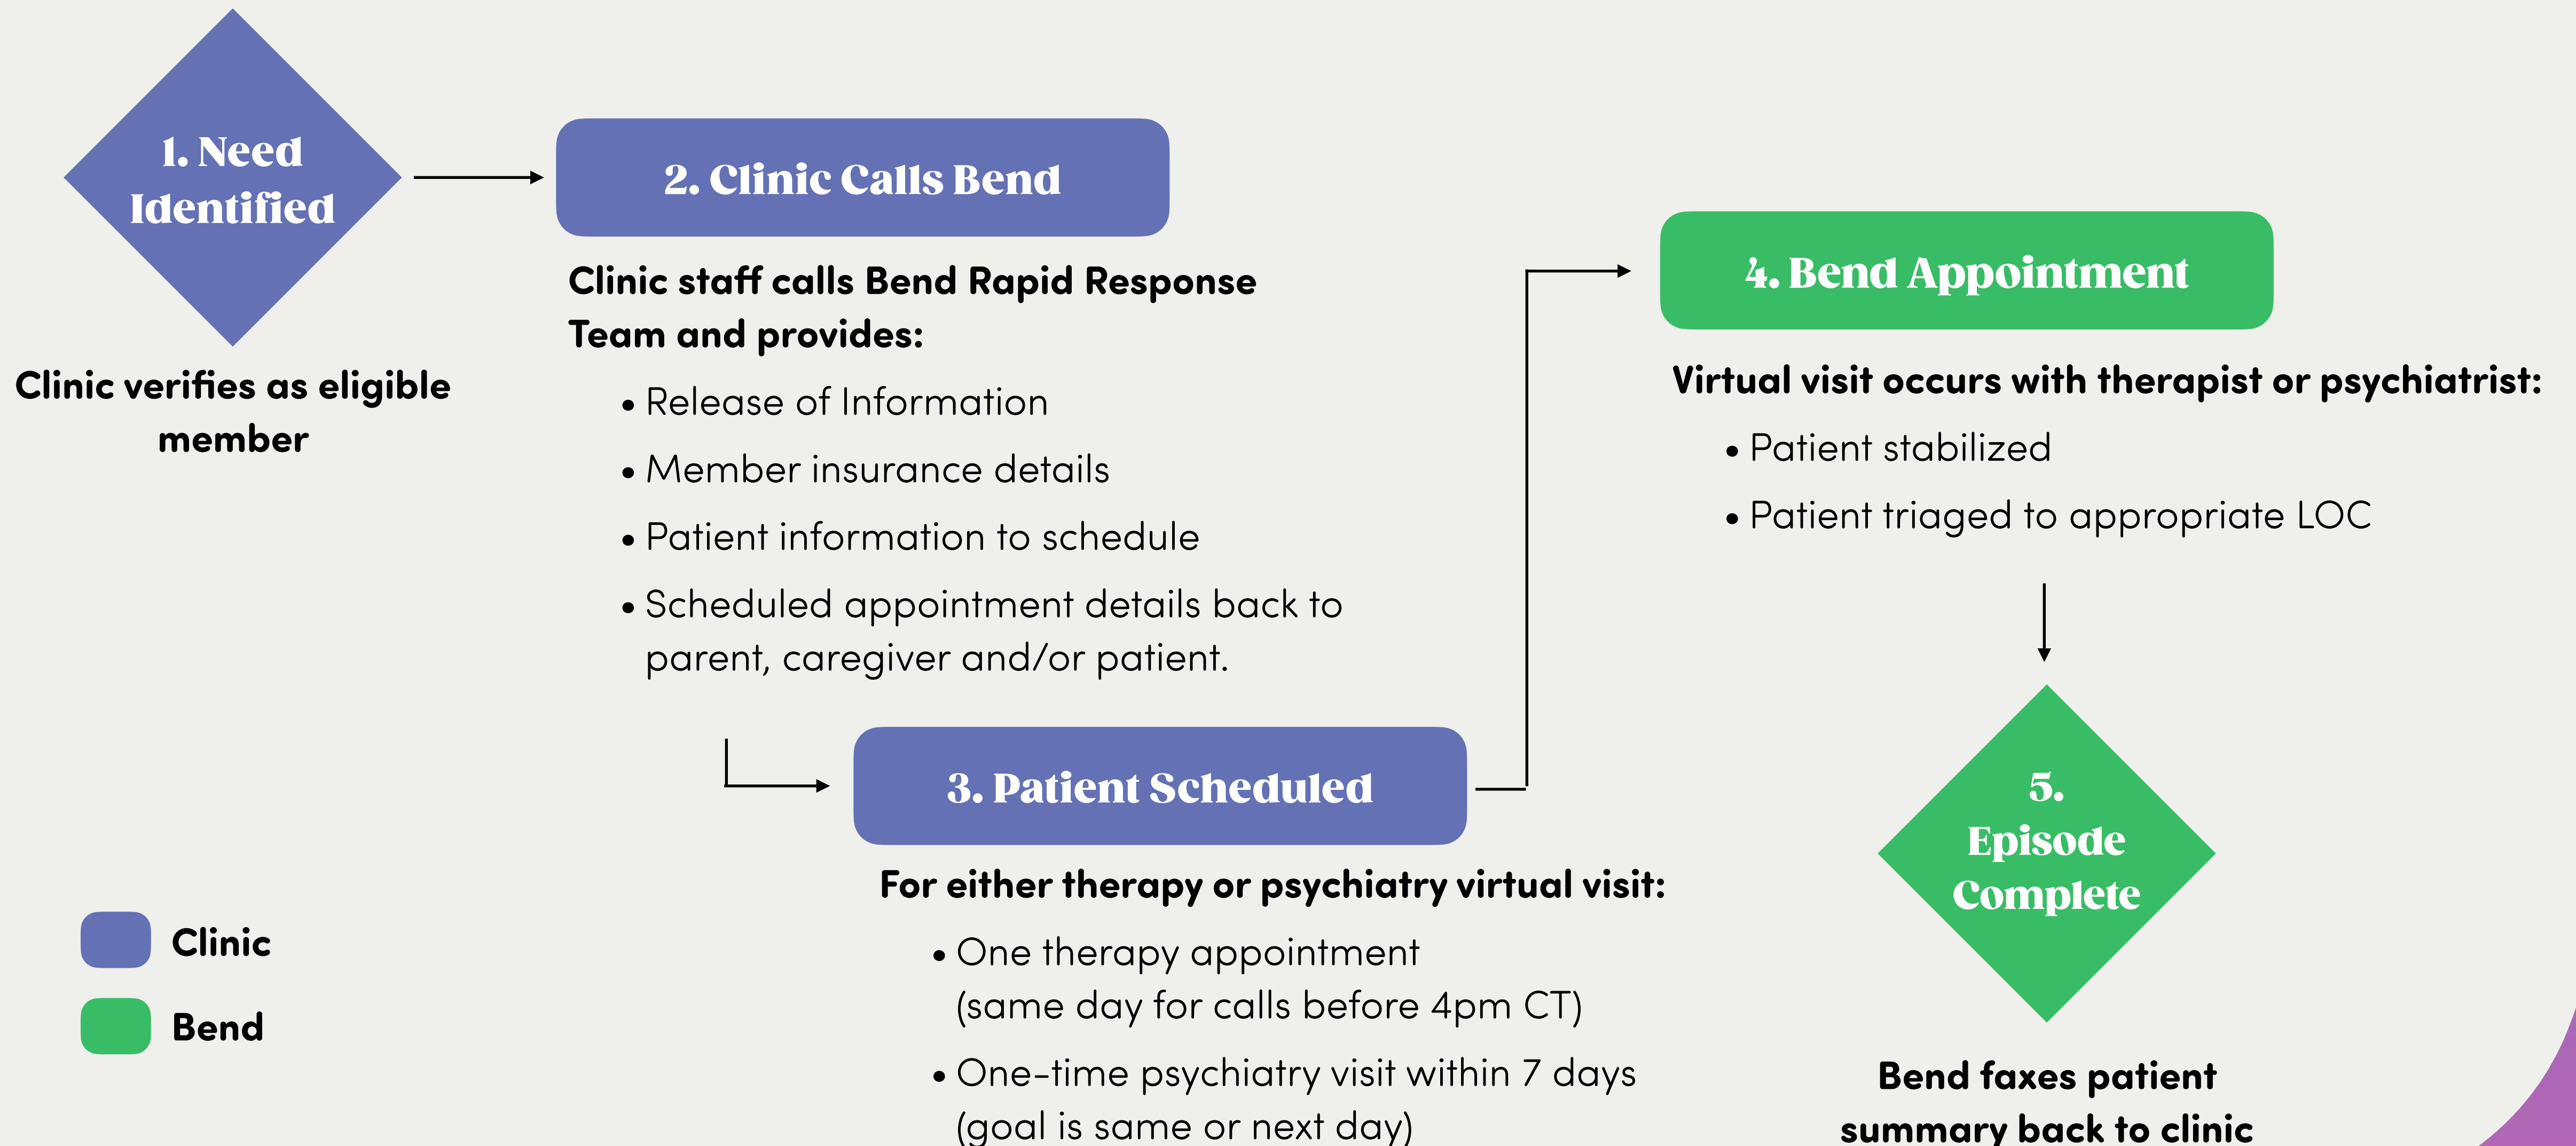 1. Need
Identified
Clinic verifies as eligible
member
2. Clinic Calls Bend
Clinic staff calls Bend Rapid Response
Team and provides:
• Release of Information
• Member insurance details
• Patient information to schedule
• Scheduled appointment details back to
parent, caregiver and/or patient.
3. Patient Scheduled
For either therapy or psychiatry virtual visit:
• One therapy appointment
(same day for calls before 4pm CT)
• One-time psychiatry visit within 7 days
(goal is same or next day)
4. Bend Appointment
Virtual visit occurs with therapist or psychiatrist:
• Patient stabilized
• Patient triaged to appropriate LOC
5.
Episode
Complete
Bend faxes patient
summary back to clinic
Clinic
Bend